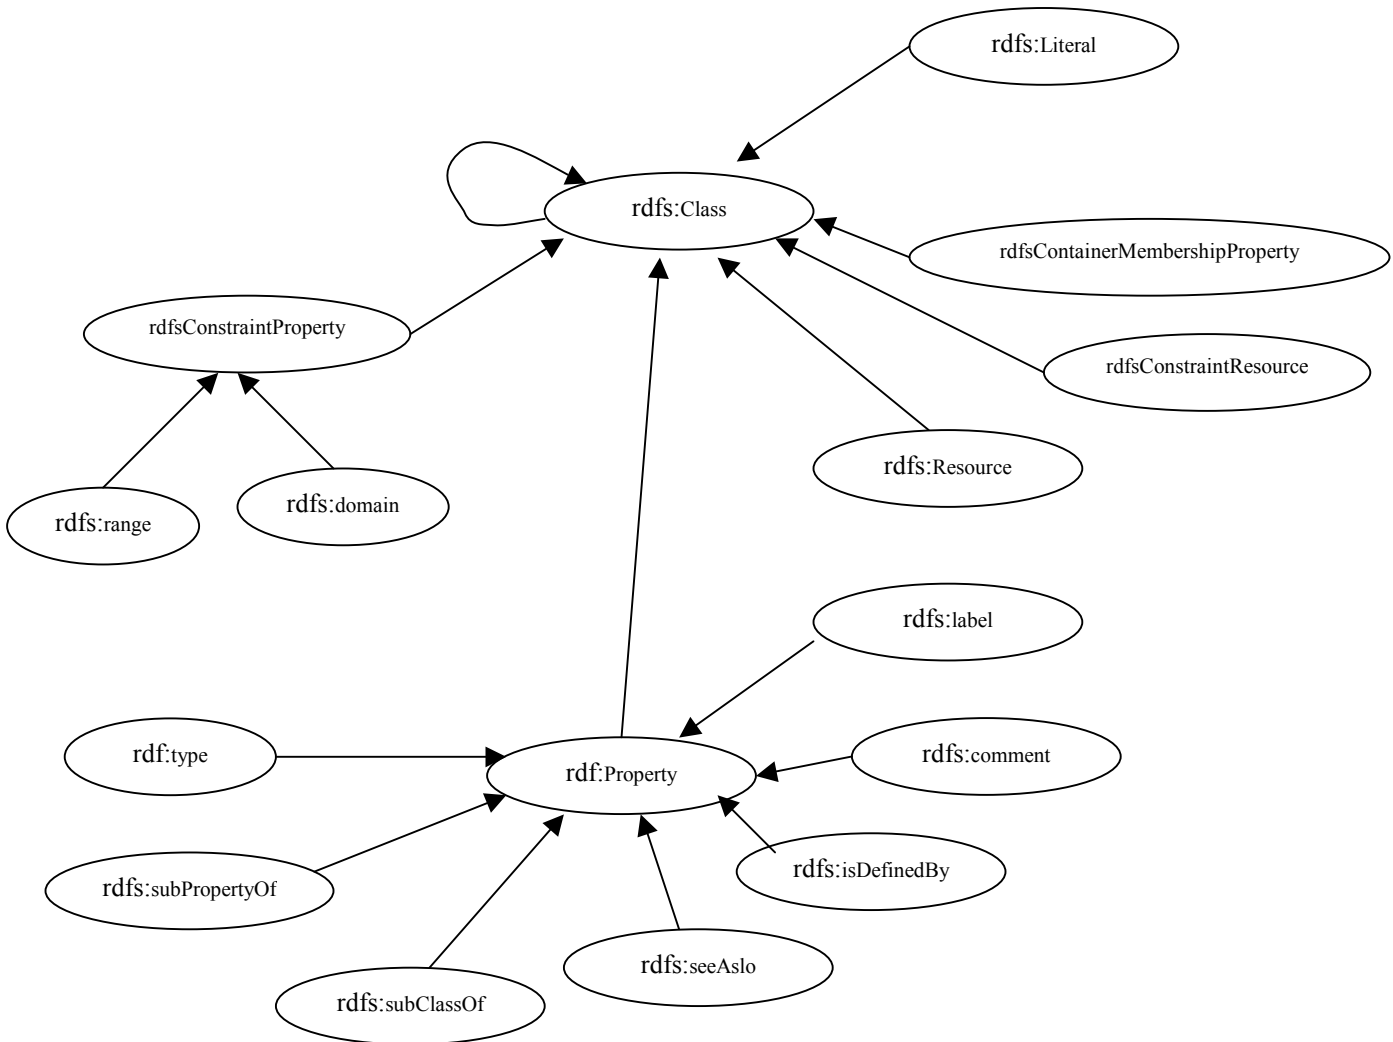 rdfs:Literal
rdfs:Class
rdfsContainerMembershipProperty
rdfsConstraintProperty
rdfsConstraintResource
rdfs:Resource
rdfs:domain
rdfs:range
rdfs:label
rdf:type
rdf:Property
rdfs:comment
rdfs:isDefinedBy
rdfs:subPropertyOf
rdfs:seeAslo
rdfs:subClassOf